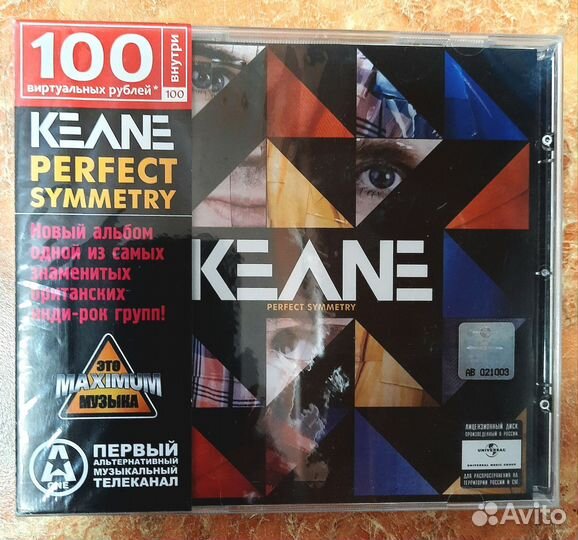 100
виртуальных рублей*
внутри
100
KEANE
PERFECT
SYMMETRY
Новый альбом
одной из самых
знаменитых
британских
инди-рок групп!
ЭТО
MAXIMUM
МУЗЫКА
A
ONE
ПЕРВЫЙ
АЛЬТЕРНАТИВНЫЙ
МУЗЫКАЛЬНЫЙ
ТЕЛЕКАНАЛ
KEANE
PERFECT SYMMETRY
АВ 021003
ЛИЦЕНЗИОННЫЙ ДИСК
ПРОИЗВЕДЕННЫЙ В РОССИИ
UNIVERSAL
UNIVERSAL MUSIC GROUP
ДЛЯ РАСПРОСТРАНЕНИЯ НА
ТЕРРИТОРИИ РОССИИ И СНГ
Avito